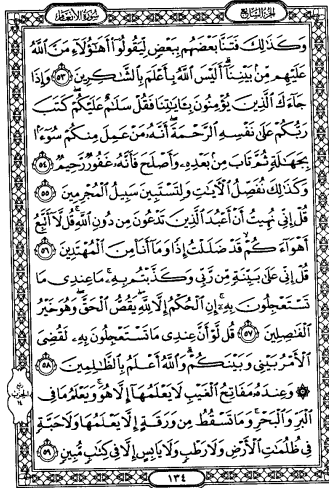 الجزء السابع
سورة الأنعام
وَكَذَٰلِكَ فَتَنَّا بَعْضَهُم بِبَعْضٍ لِّيَقُولُوٓا۟ أَهَٰٓؤُلَآءِ مَنَّ ٱللَّهُ
عَلَيْهِم مِّنۢ بَيْنِنَآ أَلَيْسَ ٱللَّهُ بِأَعْلَمَ بِٱلشَّٰكِرِينَ ٥٣ وَإِذَا
جَآءَكَ ٱلَّذِينَ يُؤْمِنُونَ بِـَٔايَٰتِنَا فَقُلْ سَلَٰمٌ عَلَيْكُمْ كَتَبَ
رَبُّكُمْ عَلَىٰ نَفْسِهِ ٱلرَّحْمَةَ أَنَّهُۥ مَنْ عَمِلَ مِنكُمْ سُوٓءًۢا
بِجَهَٰلَةٍ ثُمَّ تَابَ مِنۢ بَعْدِهِۦ وَأَصْلَحَ فَأَنَّهُۥ غَفُورٌ رَّحِيمٌ ٥٤
وَكَذَٰلِكَ نُفَصِّلُ ٱلْءَايَٰتِ وَلِتَسْتَبِينَ سَبِيلُ ٱلْمُجْرِمِينَ ٥٥
قُلْ إِنِّى نُهِيتُ أَنْ أَعْبُدَ ٱلَّذِينَ تَدْعُونَ مِن دُونِ ٱللَّهِ قُل لَّآ أَتَّبِعُ
أَهْوَآءَكُمْ قَدْ ضَلَلْتُ إِذًا وَمَآ أَنَا۠ مِنَ ٱلْمُهْتَدِينَ ٥٦
قُلْ إِنِّى عَلَىٰ بَيِّنَةٍ مِّن رَّبِّى وَكَذَّبْتُم بِهِۦ مَا عِندِى مَا
تَسْتَعْجِلُونَ بِهِۦٓ إِنِ ٱلْحُكْمُ إِلَّا لِلَّهِ يَقُصُّ ٱلْحَقَّ وَهُوَ خَيْرُ
ٱلْفَٰصِلِينَ ٥٧ قُل لَّوْ أَنَّ عِندِى مَا تَسْتَعْجِلُونَ بِهِۦ لَقُضِىَ
ٱلْأَمْرُ بَيْنِى وَبَيْنَكُمْ وَٱللَّهُ أَعْلَمُ بِٱلظَّٰلِمِينَ ٥٨
۞ وَعِندَهُۥ مَفَاتِحُ ٱلْغَيْبِ لَا يَعْلَمُهَآ إِلَّا هُوَ وَيَعْلَمُ مَا فِى
ٱلْبَرِّ وَٱلْبَحْرِ وَمَا تَسْقُطُ مِن وَرَقَةٍ إِلَّا يَعْلَمُهَا وَلَا حَبَّةٍ
فِى ظُلُمَٰتِ ٱلْأَرْضِ وَلَا رَطْبٍ وَلَا يَابِسٍ إِلَّا فِى كِتَٰبٍ مُّبِينٍ ٥٩
١٣٤